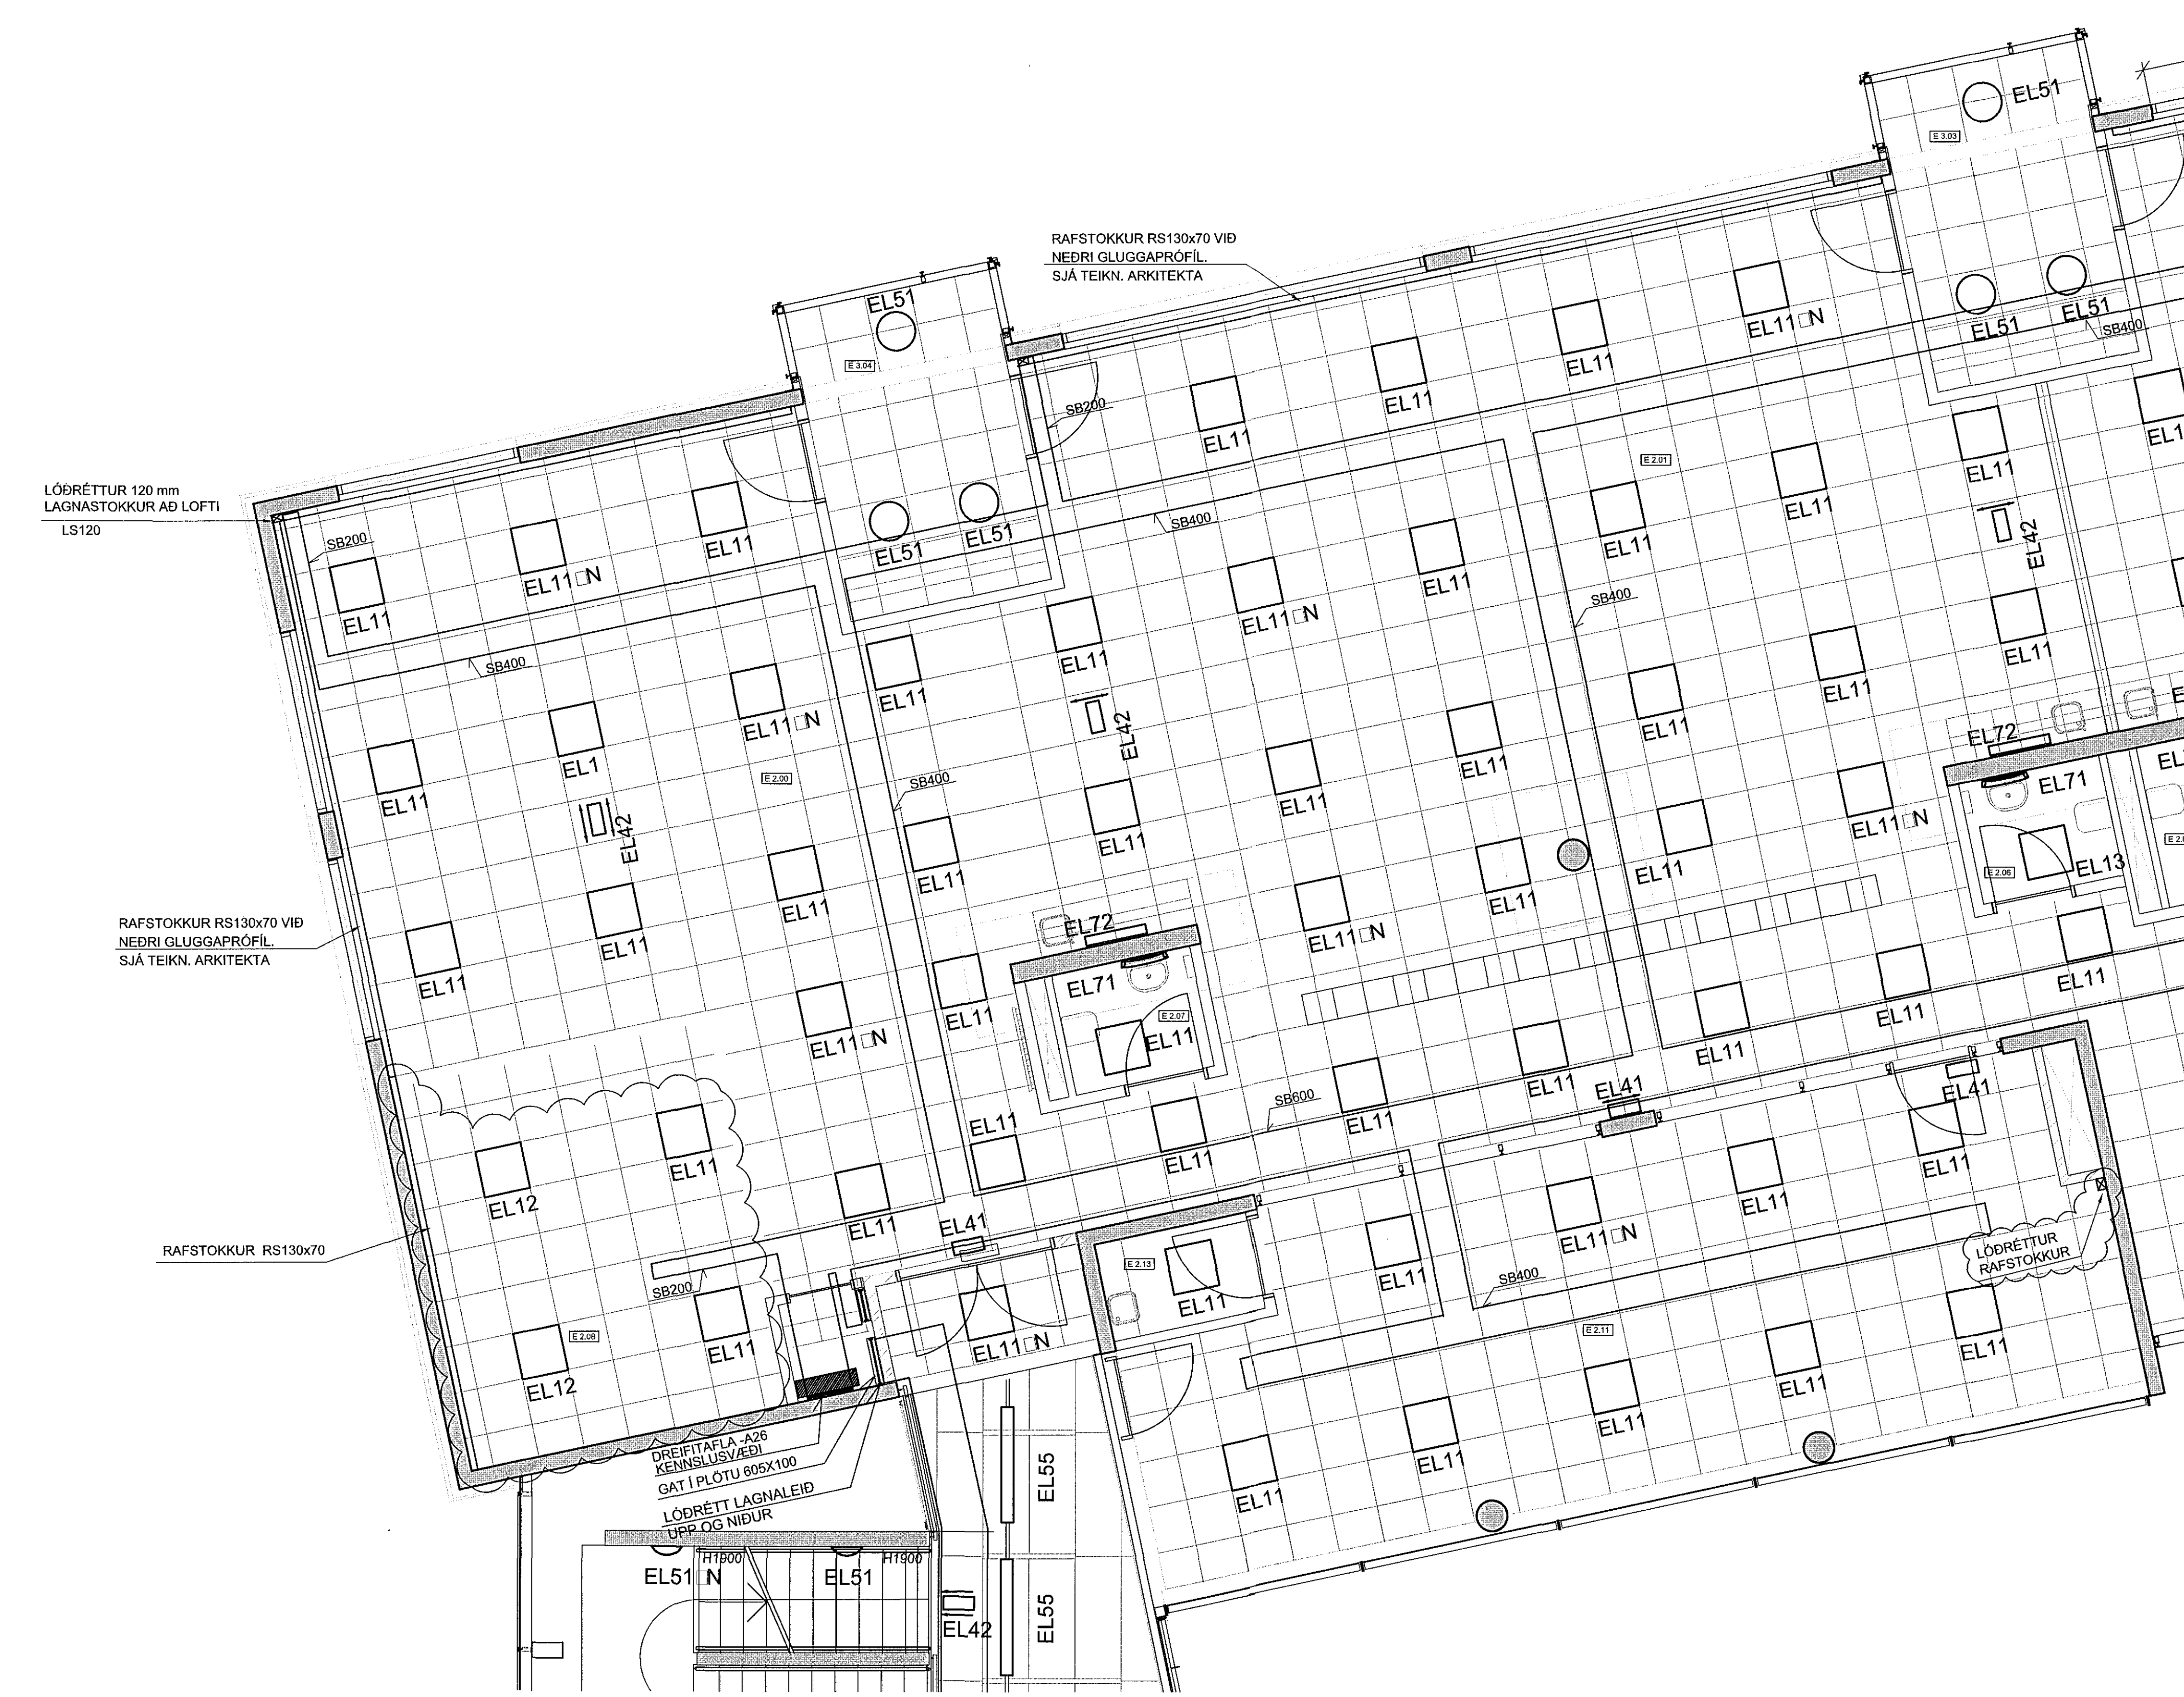 EL51
E 3.03
RAFSTOKKUR RS130x70 VIÐ
NEÐRI GLUGGAPRÓFÍL.
SJÁ TEIKN. ARKITEKTA
EL51
E 3.04
EL11□N
EL51
EL51
SB400
EL11
EL11
EL11
SB200
E 2.01
EL11
EL11
LÓÐRÉTTUR 120 mm
LAGNASTOKKUR AÐ LOFTI
LS120
SB200
EL11
EL11□N
EL11
EL51
EL51
SB400
EL11
EL11
EL11
EL42
EL11□N
EL11
SB400
SB400
EL11
EL11
EL11
EL11
EL11
EL11□N
EL11
EL1
EL42
EL11
EL11
EL72
E 2.00
SB400
EL11
EL42
EL11
EL11
EL11□N
EL71
EL13
E 2.06
EL11
EL11
EL11
EL11
RAFSTOKKUR RS130x70 VIÐ
NEÐRI GLUGGAPRÓFÍL.
SJÁ TEIKN. ARKITEKTA
EL11
EL11
EL11□N
EL72
EL71
E 2.07
EL11
EL11
EL11□N
EL11
EL11
EL11
EL11
EL11
EL11
EL41
EL41
SB600
EL11
EL11
EL11
EL12
EL11
EL11
EL41
RAFSTOKKUR RS130x70
E 2.13
EL11
EL11
EL11□N
EL11
EL11
SB400
LÓÐRÉTTUR
RAFSTOKKUR
SB200
E 2.08
EL12
EL11
EL11□N
E 2.11
EL11
EL11
EL11
EL11
EL11
DREIFITAFLA -A26
KENNSLUSVÆÐI
GAT Í PLÖTU 605X100
LÓÐRÉTT LAGNALEIÐ
UPP OG NIÐUR
EL55
H1900
H1900
EL51□N
EL51
EL42
EL55